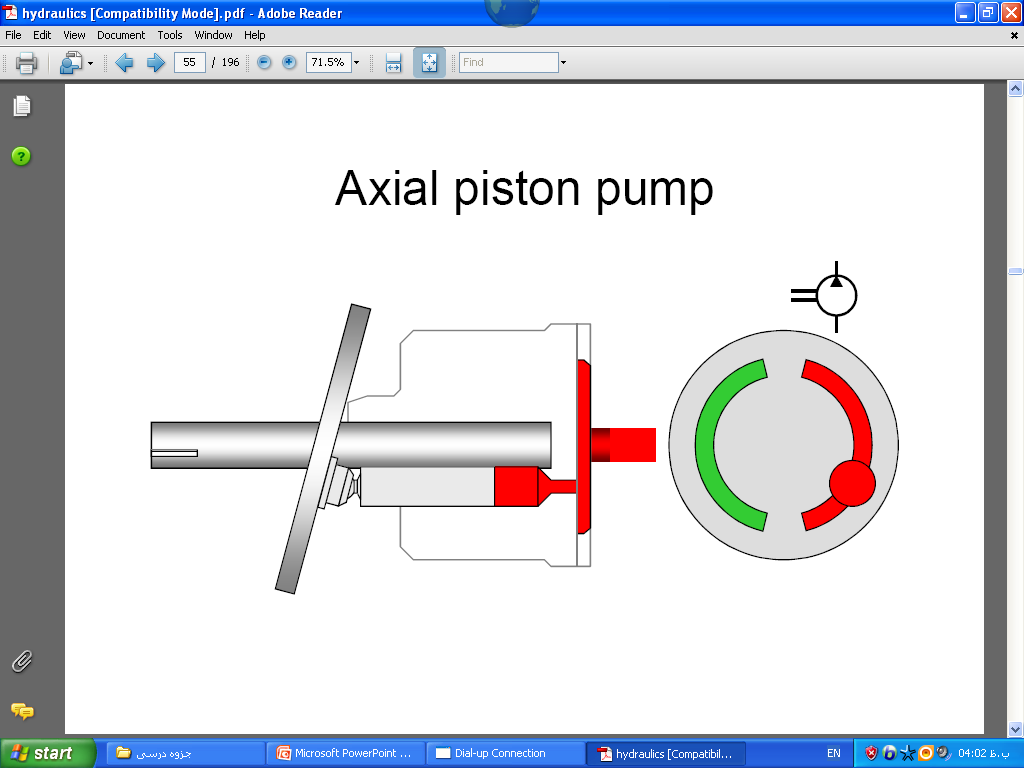 hydraulics [Compatibility Mode].pdf - Adobe Reader
File Edit View Document Tools Window Help
55 / 196 71.5% Find
Axial piston pump
start جزوه درسی Microsoft PowerPoint ... Dial-up Connection hydraulics [Compatibil... EN 04:02 ب.ظ